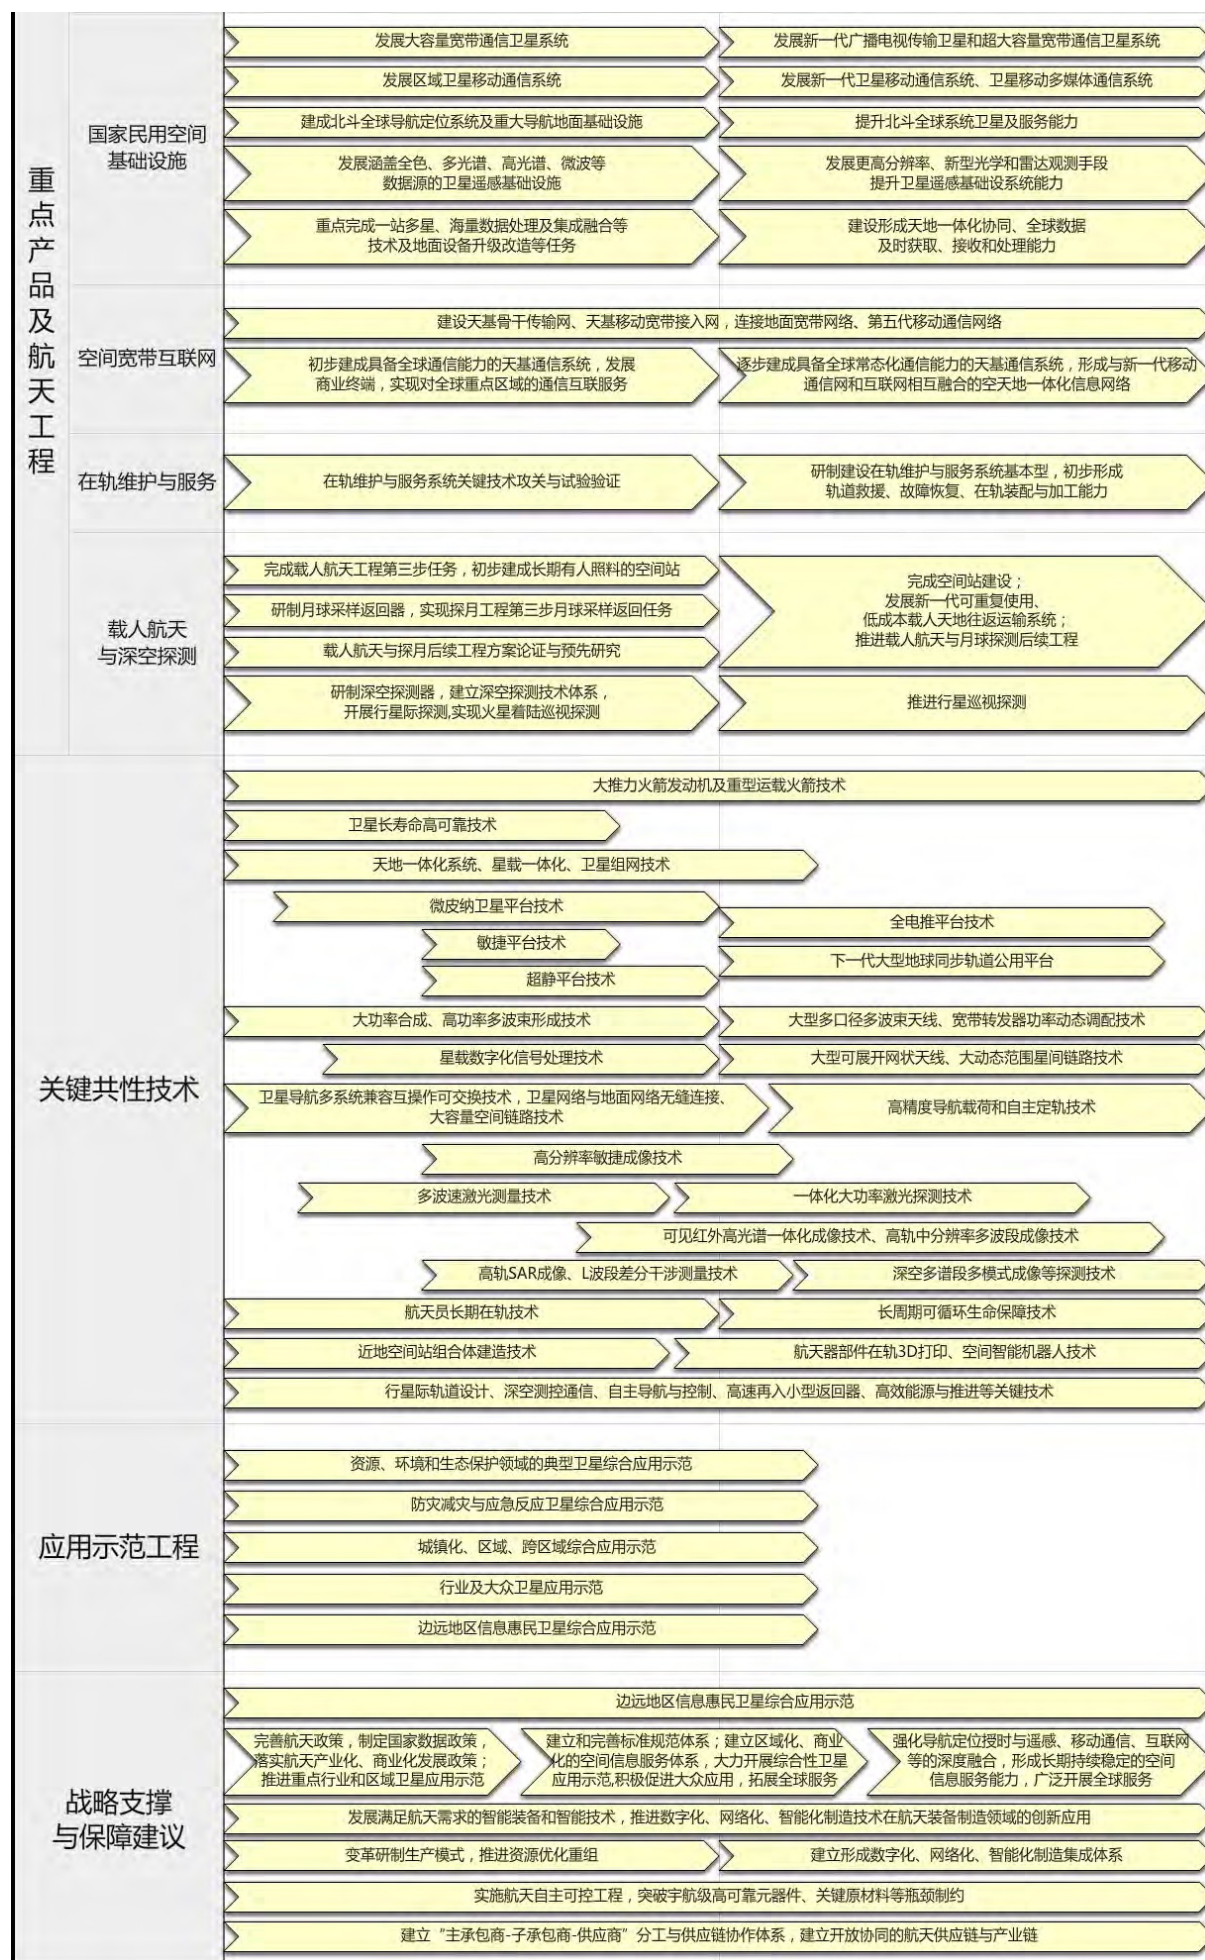 重点产品及航天工程
国家民用空间
基础设施
发展大容量宽带通信卫星系统
发展新一代广播电视传输卫星和超大容量宽带通信卫星系统
发展区域卫星移动通信系统
发展新一代卫星移动通信系统、卫星移动多媒体通信系统
建成北斗全球导航定位系统及重大导航地面基础设施
提升北斗全球系统卫星及服务能力
发展涵盖全色、多光谱、高光谱、微波等
数据源的卫星遥感基础设施
发展更高分辨率、新型光学和雷达观测手段
提升卫星遥感基础设系统能力
重点完成一站多星、海量数据处理及集成融合等
技术及地面设备升级改造等任务
建设形成天地一体化协同、全球数据
及时获取、接收和处理能力
空间宽带互联网
建设天基骨干传输网、天基移动宽带接入网，连接地面宽带网络、第五代移动通信网络
初步建成具备全球通信能力的天基通信系统，发展
商业终端，实现对全球重点区域的通信互联服务
逐步建成具备全球常态化通信能力的天基通信系统，形成与新一代移动
通信网和互联网相互融合的空天地一体化信息网络
在轨维护与服务
在轨维护与服务系统关键技术攻关与试验验证
研制建设在轨维护与服务系统基本型，初步形成
轨道救援、故障恢复、在轨装配与加工能力
载人航天
与深空探测
完成载人航天工程第三步任务，初步建成长期有人照料的空间站
研制月球采样返回器，实现探月工程第三步月球采样返回任务
载人航天与探月后续工程方案论证与预先研究
完成空间站建设；
发展新一代可重复使用、
低成本载人天地往返运输系统；
推进载人航天与月球探测后续工程
研制深空探测器，建立深空探测技术体系，
开展行星际探测,实现火星着陆巡视探测
推进行星巡视探测
关键共性技术
大推力火箭发动机及重型运载火箭技术
卫星长寿命高可靠技术
天地一体化系统、星载一体化、卫星组网技术
微皮纳卫星平台技术
全电推平台技术
敏捷平台技术
下一代大型地球同步轨道公用平台
超静平台技术
大功率合成、高功率多波束形成技术
大型多口径多波束天线、宽带转发器功率动态调配技术
星载数字化信号处理技术
大型可展开网状天线、大动态范围星间链路技术
卫星导航多系统兼容互操作可交换技术，卫星网络与地面网络无缝连接、
大容量空间链路技术
高精度导航载荷和自主定轨技术
高分辨率敏捷成像技术
多波速激光测量技术
一体化大功率激光探测技术
可见红外高光谱一体化成像技术、高轨中分辨率多波段成像技术
高轨SAR成像、L波段差分干涉测量技术
深空多谱段多模式成像等探测技术
航天员长期在轨技术
长周期可循环生命保障技术
近地空间站组合体建造技术
航天器部件在轨3D打印、空间智能机器人技术
行星际轨道设计、深空测控通信、自主导航与控制、高速再入小型返回器、高效能源与推进等关键技术
应用示范工程
资源、环境和生态保护领域的典型卫星综合应用示范
防灾减灾与应急反应卫星综合应用示范
城镇化、区域、跨区域综合应用示范
行业及大众卫星应用示范
边远地区信息惠民卫星综合应用示范
战略支撑
与保障建议
边远地区信息惠民卫星综合应用示范
完善航天政策，制定国家数据政策，
落实航天产业化、商业化发展政策；
推进重点行业和区域卫星应用示范
建立和完善标准规范体系；建立区域化、商业
化的空间信息服务体系，大力开展综合性卫星
应用示范,积极促进大众应用，拓展全球服务
强化导航定位授时与遥感、移动通信、互联网
等的深度融合，形成长期持续稳定的空间
信息服务能力，广泛开展全球服务
发展满足航天需求的智能装备和智能技术，推进数字化、网络化、智能化制造技术在航天装备制造领域的创新应用
变革研制生产模式，推进资源优化重组
建立形成数字化、网络化、智能化制造集成体系
实施航天自主可控工程，突破宇航级高可靠元器件、关键原材料等瓶颈制约
建立“主承包商-子承包商-供应商”分工与供应链协作体系，建立开放协同的航天供应链与产业链